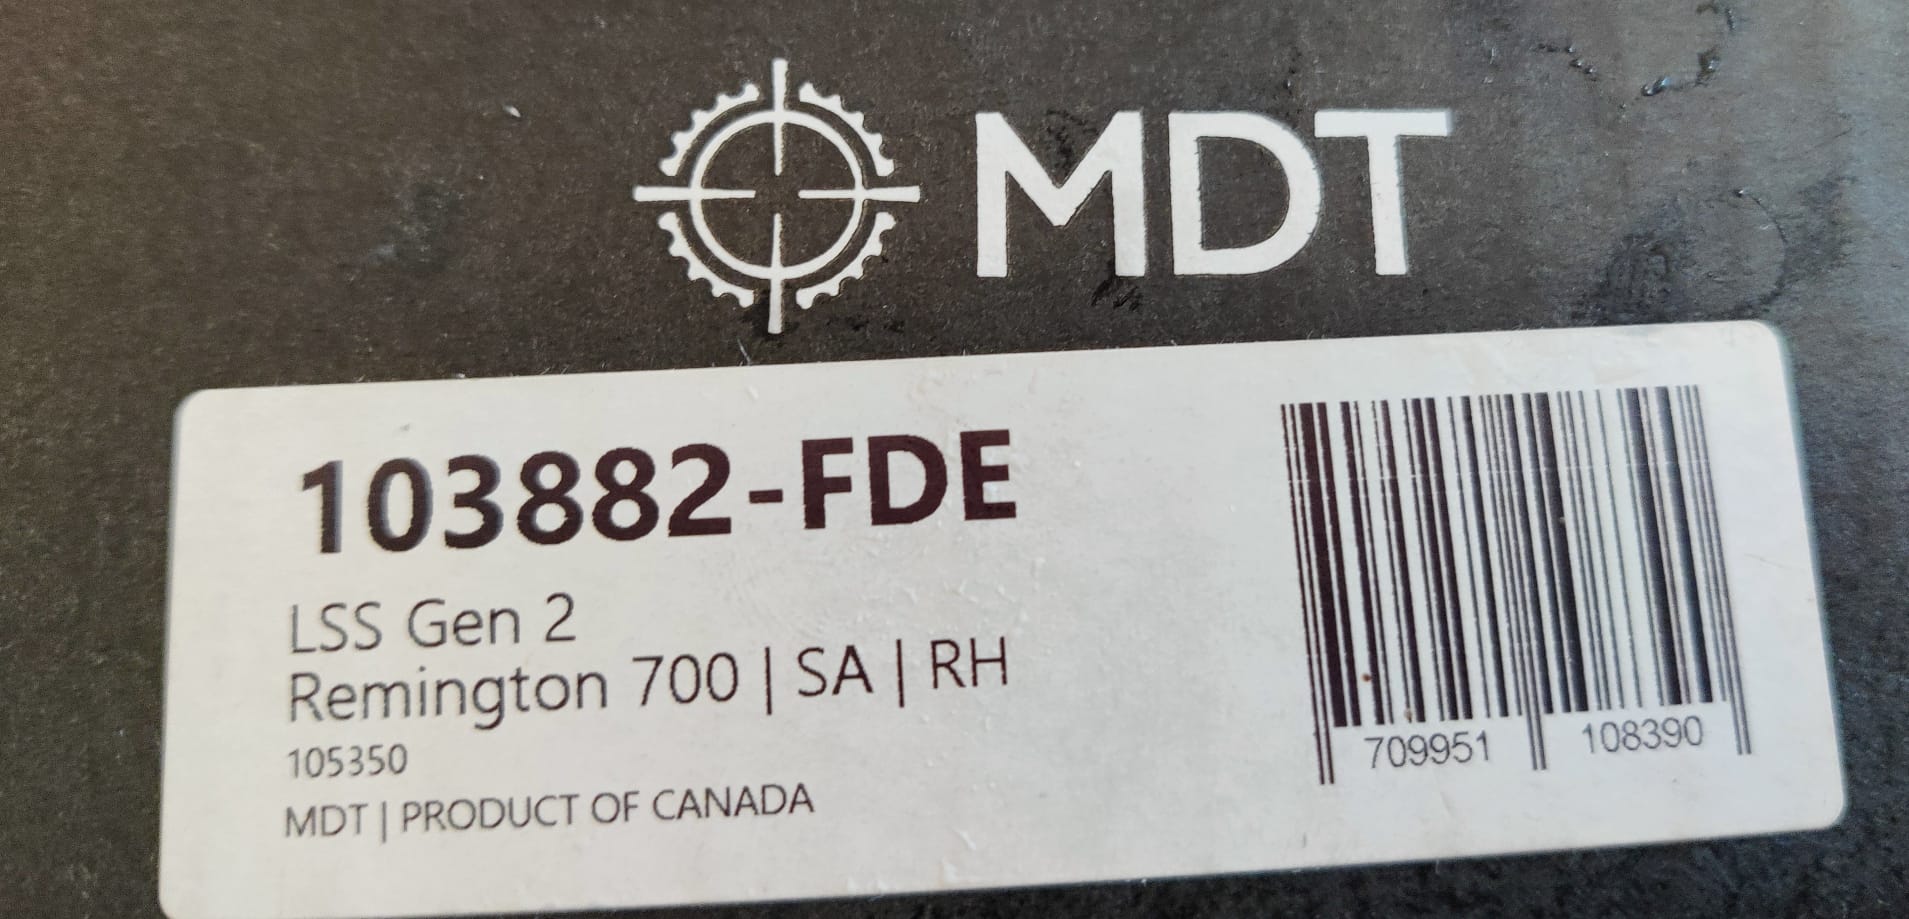 MDT
103882-FDE
LSS Gen 2
Remington 700 | SA | RH
105350
MDT | PRODUCT OF CANADA
709951 108390